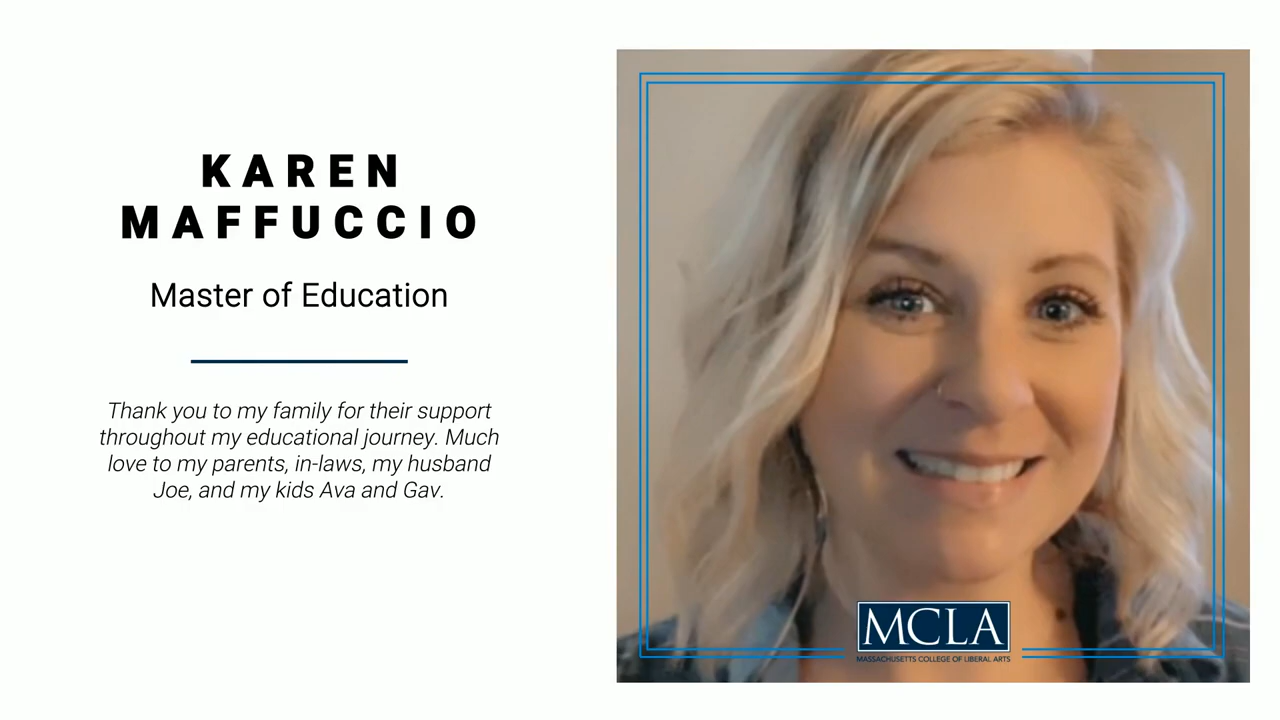 KAREN
MAFFUCCIO
Master of Education
Thank you to my family for their support
throughout my educational journey. Much
love to my parents, in-laws, my husband
Joe, and my kids Ava and Gav.
MCLA
MASSACHUSETTS COLLEGE OF LIBERAL ARTS